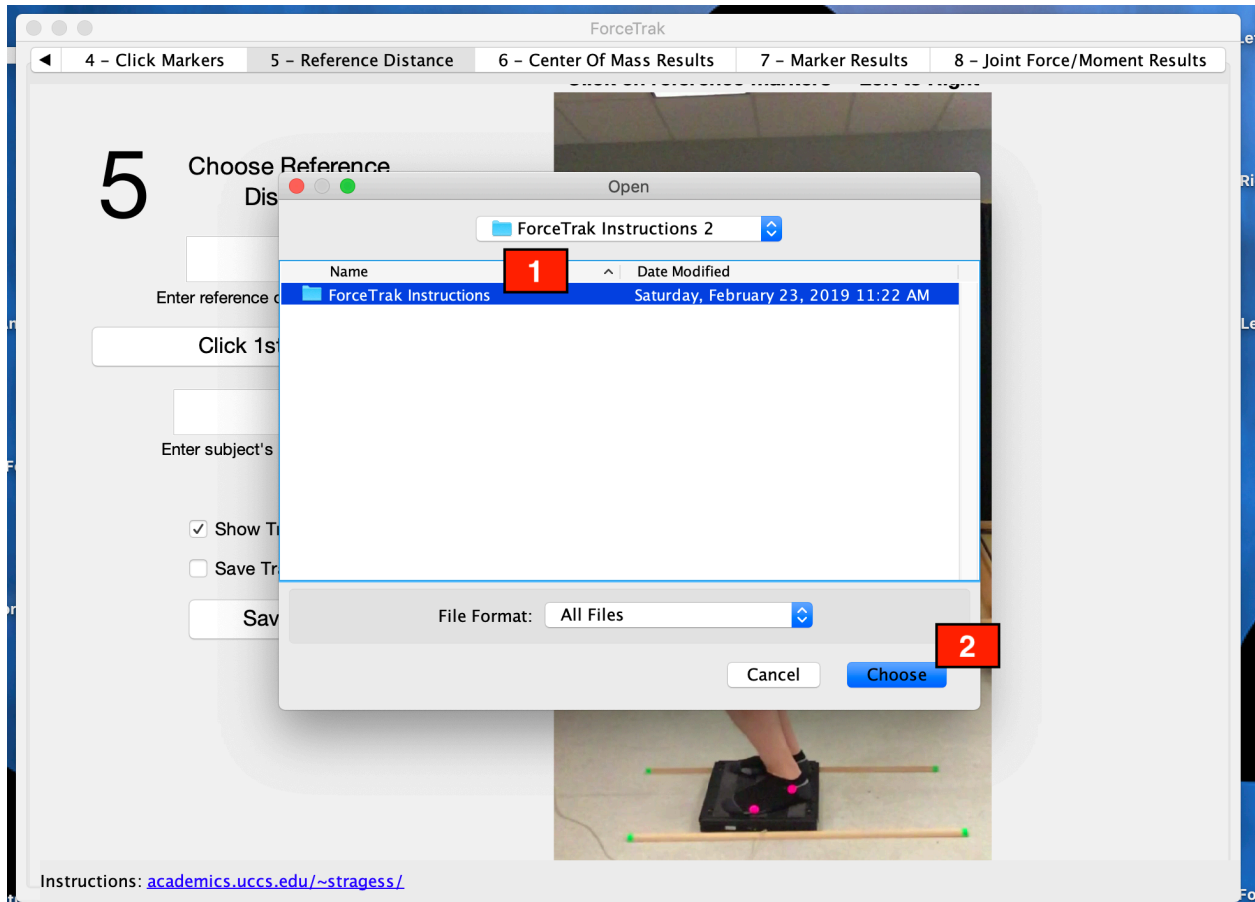 ForceTrak
◀ 4 – Click Markers 5 – Reference Distance 6 – Center Of Mass Results 7 – Marker Results 8 – Joint Force/Moment Results
5
Choose Reference
Dis
Enter reference
Click 1st
Enter subject's
Show Tr
Save Tr
Sav
Open
ForceTrak Instructions 2
1
Name ^ Date Modified
ForceTrak Instructions Saturday, February 23, 2019 11:22 AM
File Format: All Files
2
Cancel Choose
Instructions: academics.uccs.edu/~stragess/